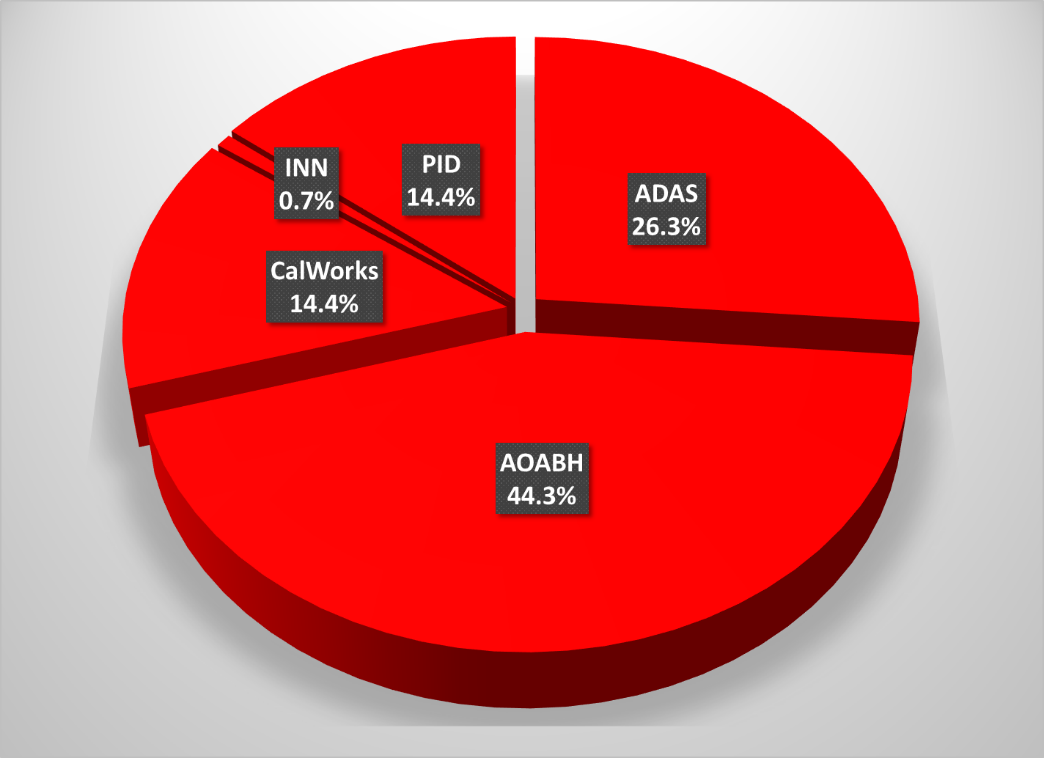 INN
0.7%
PID
14.4%
ADAS
26.3%
CalWorks
14.4%
AOABH
44.3%